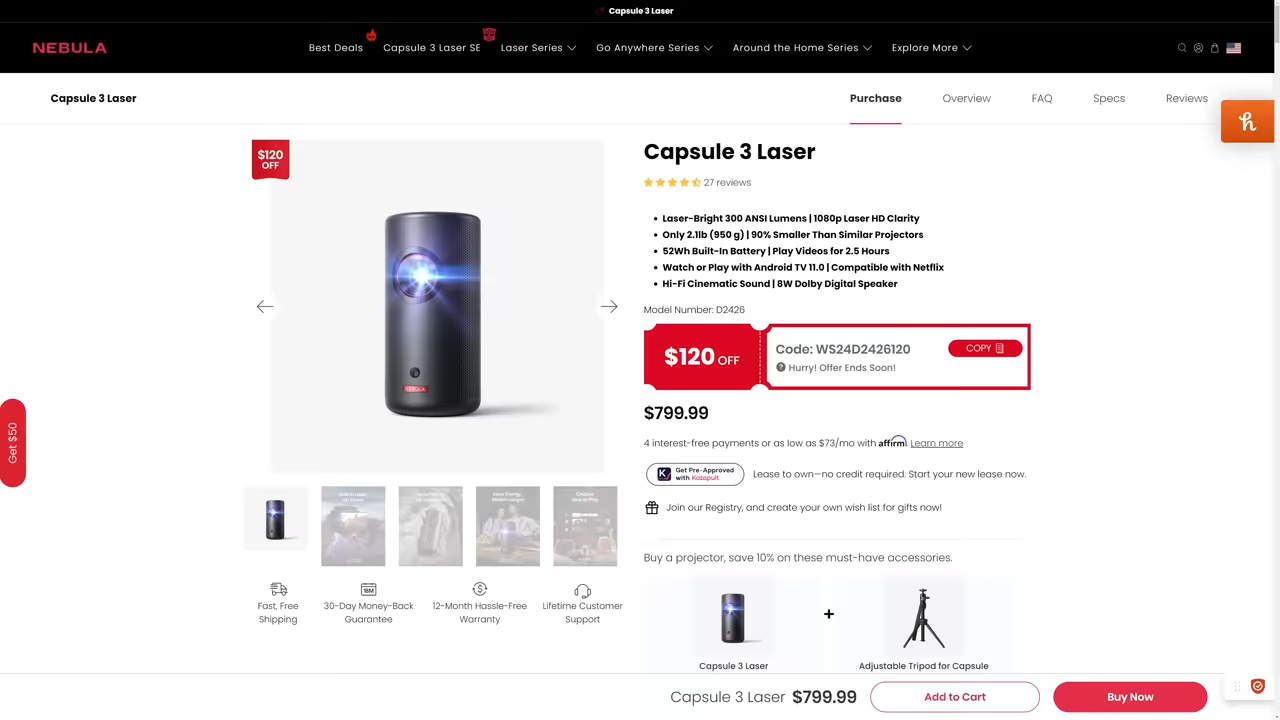 Capsule 3 Laser
NEBULA
Best Deals
Capsule 3 Laser SE
Laser Series
Go Anywhere Series
Around the Home Series
Explore More
Capsule 3 Laser
Purchase
Overview
FAQ
Specs
Reviews
$120
OFF
NEBULA
Capsule 3 Laser
27 reviews
Laser-Bright 300 ANSI Lumens | 1080p Laser HD Clarity
Only 2.1lb (950 g) | 90% Smaller Than Similar Projectors
52Wh Built-In Battery | Play Videos for 2.5 Hours
Watch or Play with Android TV 11.0 | Compatible with Netflix
Hi-Fi Cinematic Sound | 8W Dolby Digital Speaker
Model Number: D2426
$120 OFF
Code: WS24D2426120
COPY
Hurry! Offer Ends Soon!
$799.99
4 interest-free payments or as low as $73/mo with affirm. Learn more
Get Pre-Approved
with Katapult
Lease to own—no credit required. Start your new lease now.
Join our Registry, and create your own wish list for gifts now!
Get $50
18M
Fast, Free
Shipping
30-Day Money-Back
Guarantee
12-Month Hassle-Free
Warranty
Lifetime Customer
Support
Buy a projector, save 10% on these must-have accessories.
+
Capsule 3 Laser
Adjustable Tripod for Capsule
Capsule 3 Laser $799.99
Add to Cart
Buy Now